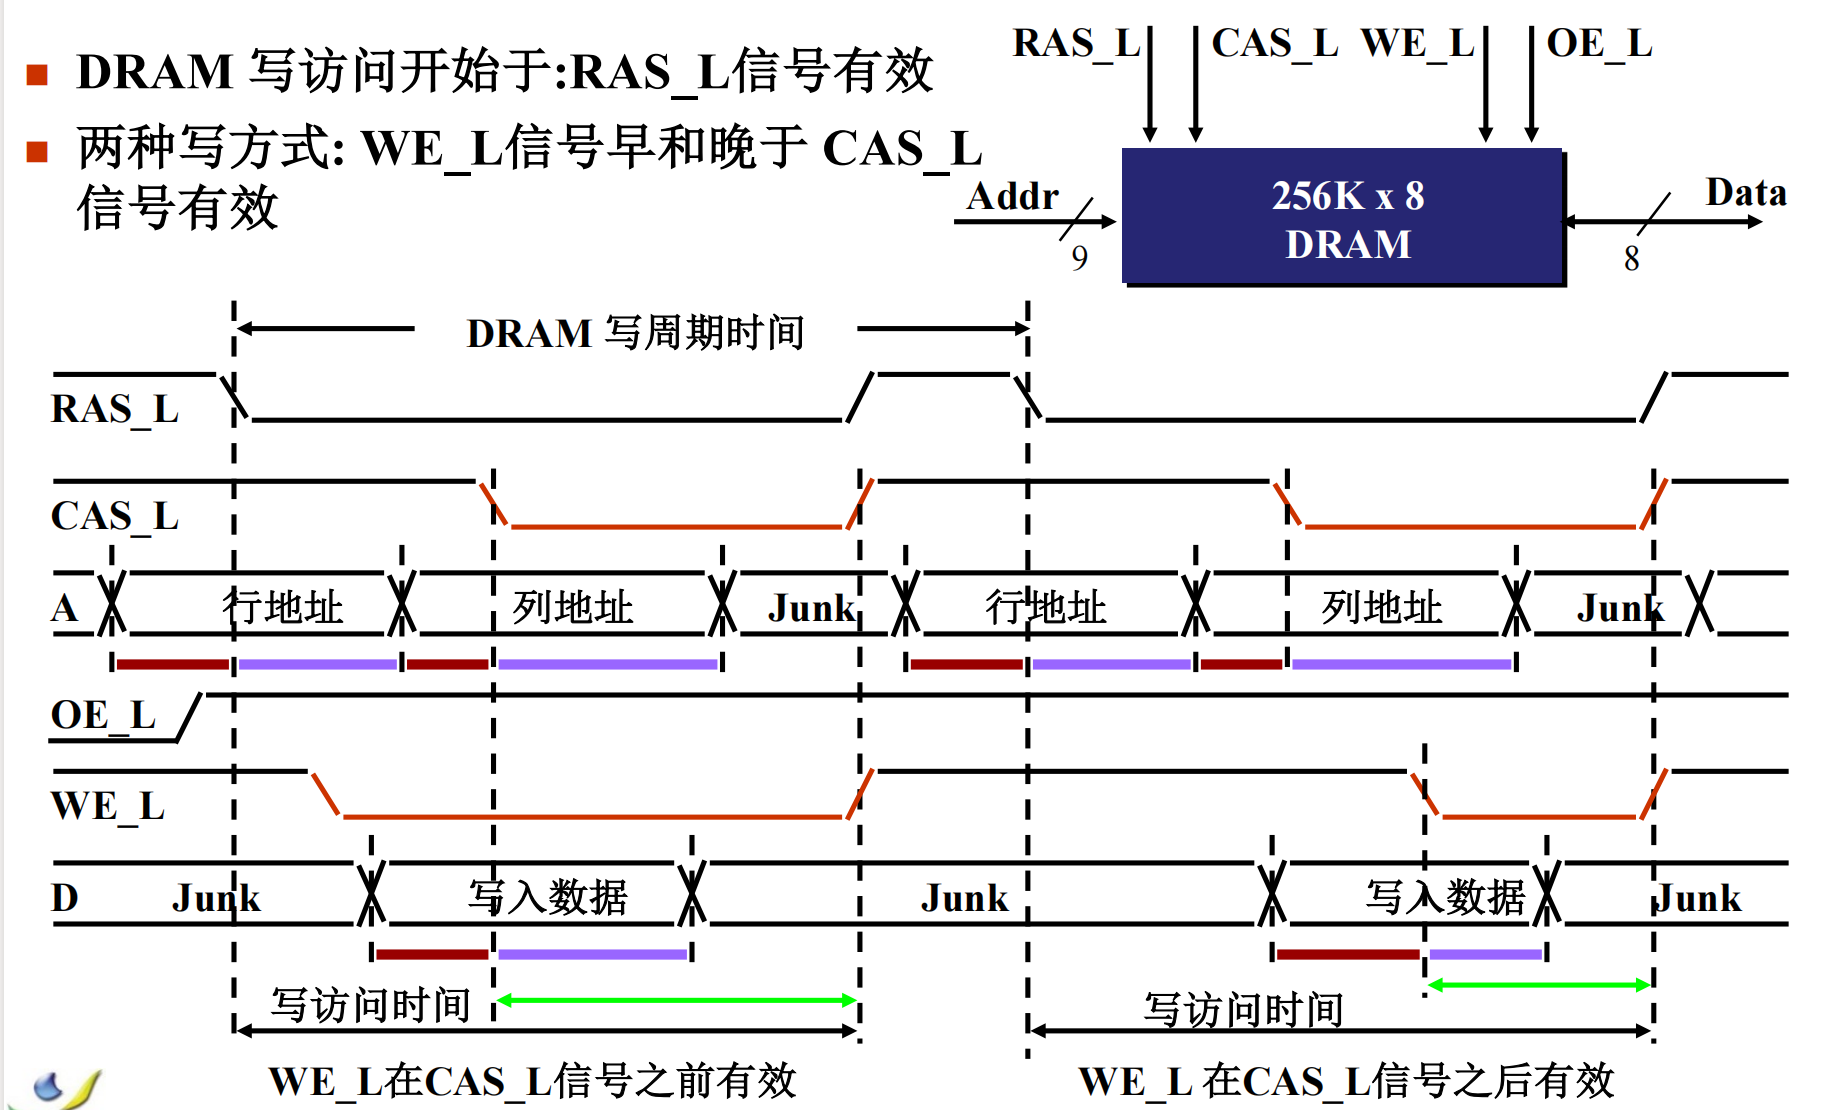 DRAM 写访问开始于:RAS_L信号有效
两种写方式: WE_L信号早和晚于 CAS_L
信号有效
RAS_L CAS_L WE_L OE_L
Addr
9
256K x 8
DRAM
Data
8
DRAM 写周期时间
RAS_L
CAS_L
A 行地址 列地址 Junk 行地址 列地址 Junk
OE_L
WE_L
D Junk 写入数据 Junk 写入数据 Junk
写访问时间 写访问时间
WE_L在CAS_L信号之前有效 WE_L 在CAS_L信号之后有效